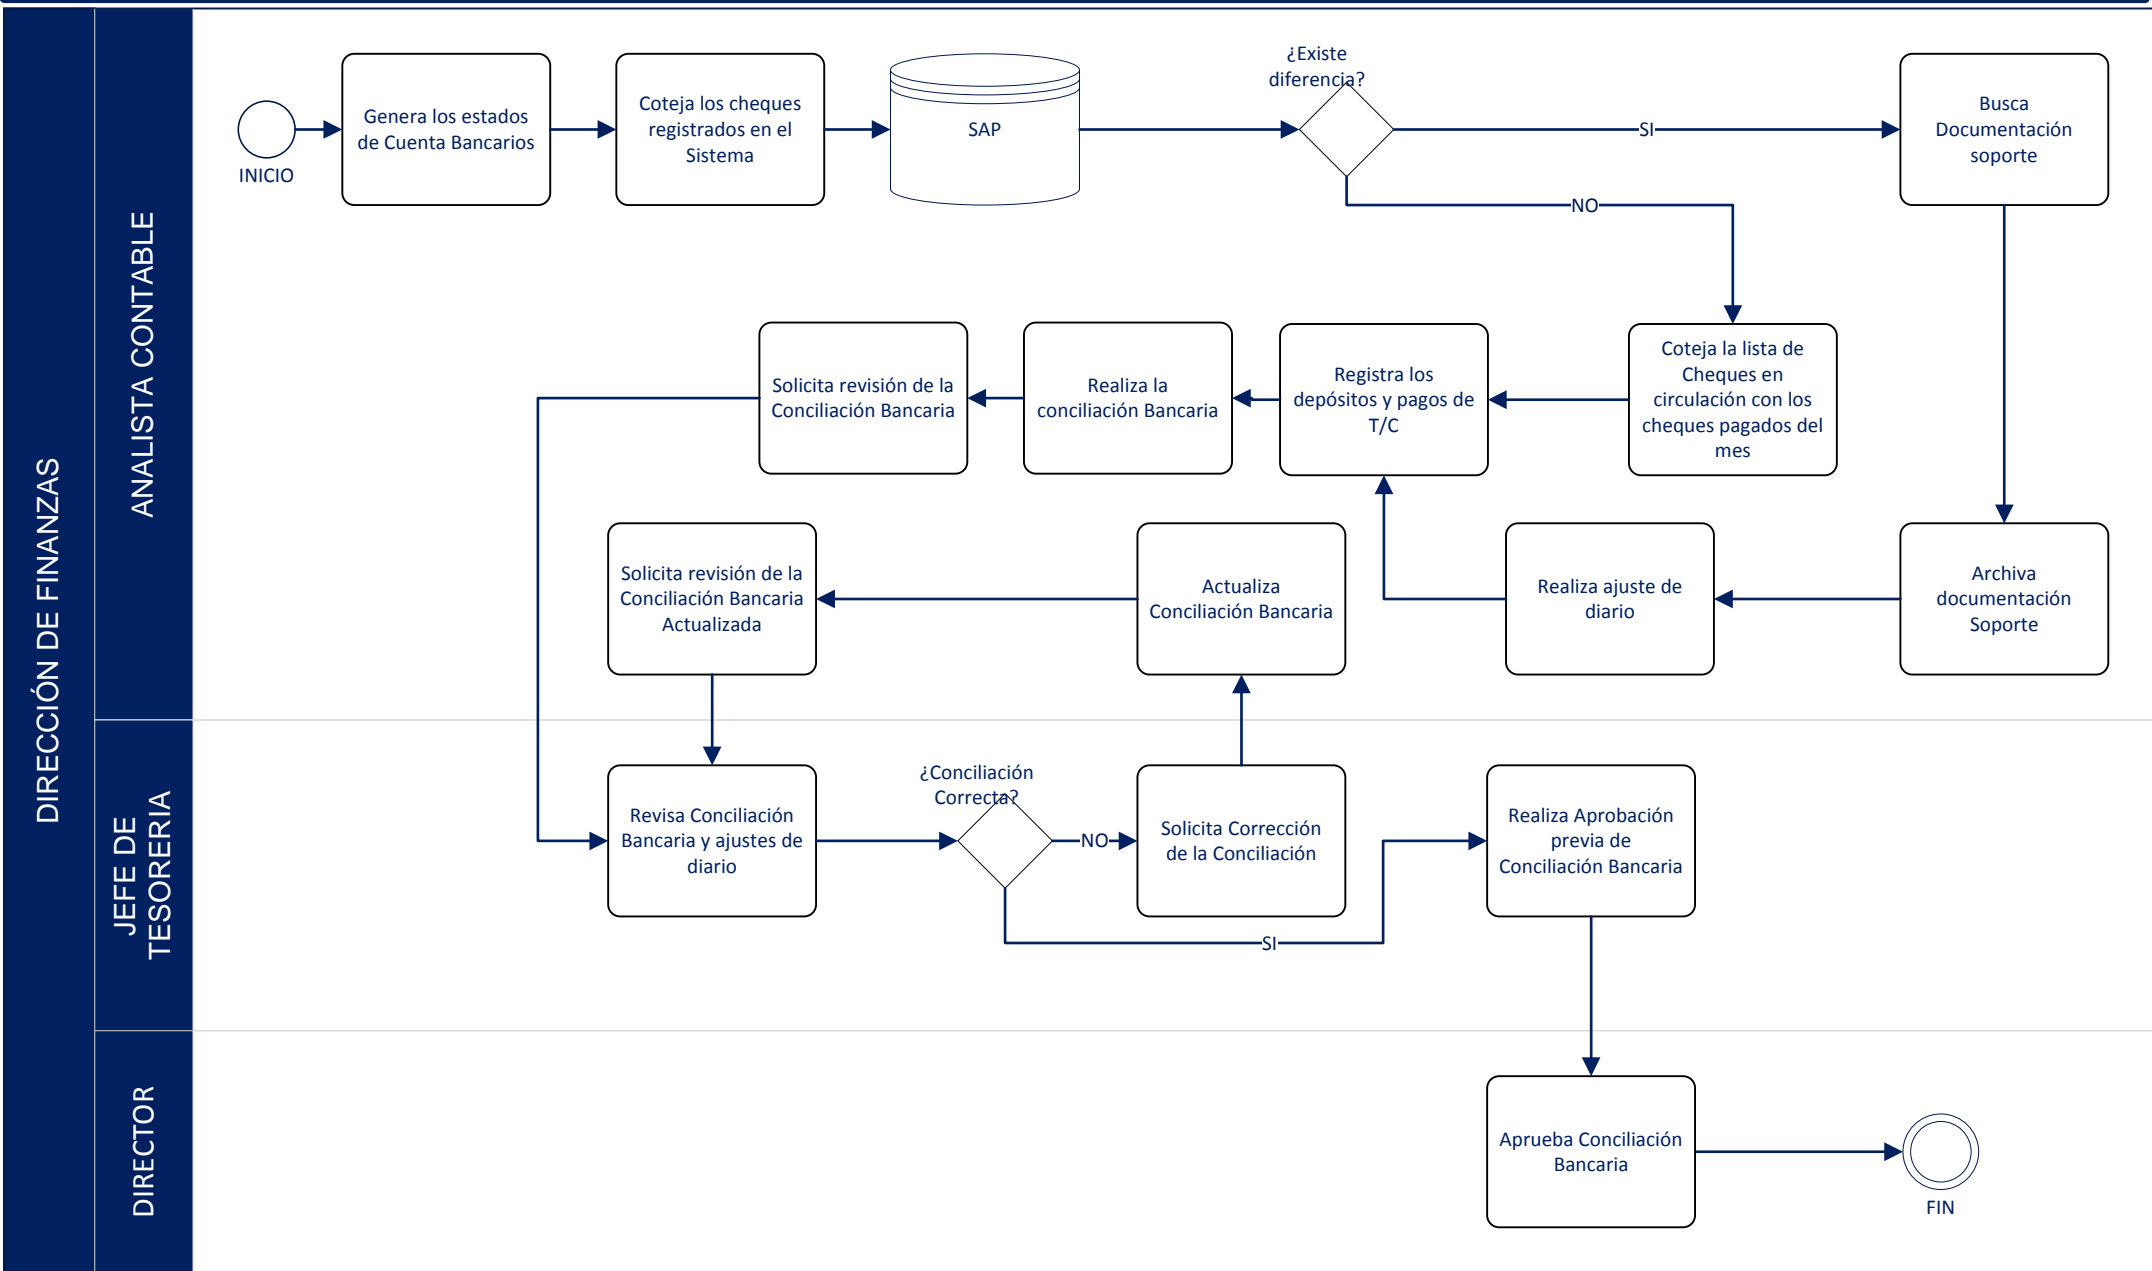 DIRECCIÓN DE FINANZAS
ANALISTA CONTABLE
INICIO
Genera los estados
de Cuenta Bancarios
Coteja los cheques
registrados en el
Sistema
SAP
¿Existe
diferencia?
SI
NO
Busca
Documentación
soporte
Solicita revisión de la
Conciliación Bancaria
Realiza la
conciliación Bancaria
Registra los
depósitos y pagos de
T/C
Coteja la lista de
Cheques en
circulación con los
cheques pagados del
mes
Solicita revisión de la
Conciliación Bancaria
Actualizada
Actualiza
Conciliación Bancaria
Realiza ajuste de
diario
Archiva
documentación
Soporte
JEFE DE
TESORERIA
Revisa Conciliación
Bancaria y ajustes de
diario
¿Conciliación
Correcta?
NO
Solicita Corrección
de la Conciliación
SI
Realiza Aprobación
previa de
Conciliación Bancaria
DIRECTOR
Aprueba Conciliación
Bancaria
FIN